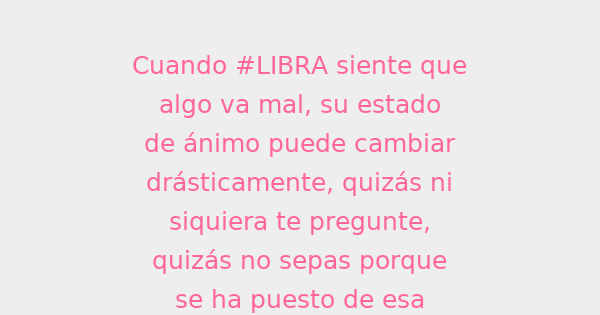 Cuando #LIBRA siente que
algo va mal, su estado
de ánimo puede cambiar
drásticamente, quizás ni
siquiera te pregunte,
quizás no sepas porque
se ha puesto de esa